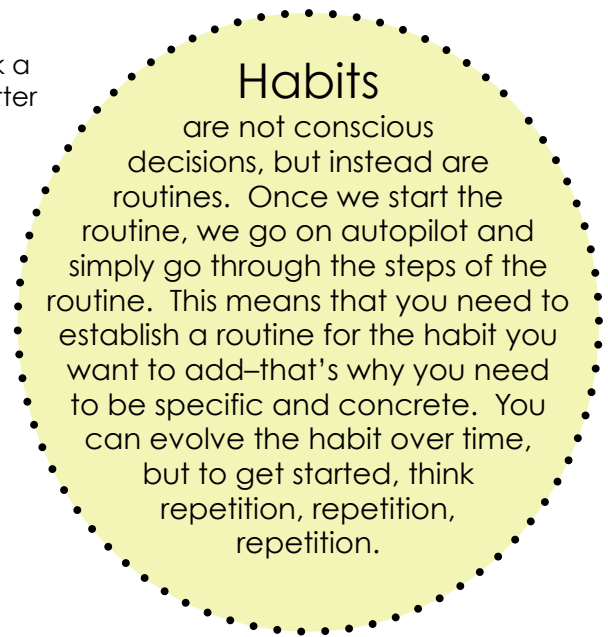 a
Habits
are not conscious
decisions, but instead are
routines.  Once we start the
routine, we go on autopilot and
simply go through the steps of the
routine.  This means that you need to
establish a routine for the habit you
want to add–that’s why you need
to be specific and concrete.  You
can evolve the habit over time,
but to get started, think
repetition, repetition,
repetition.